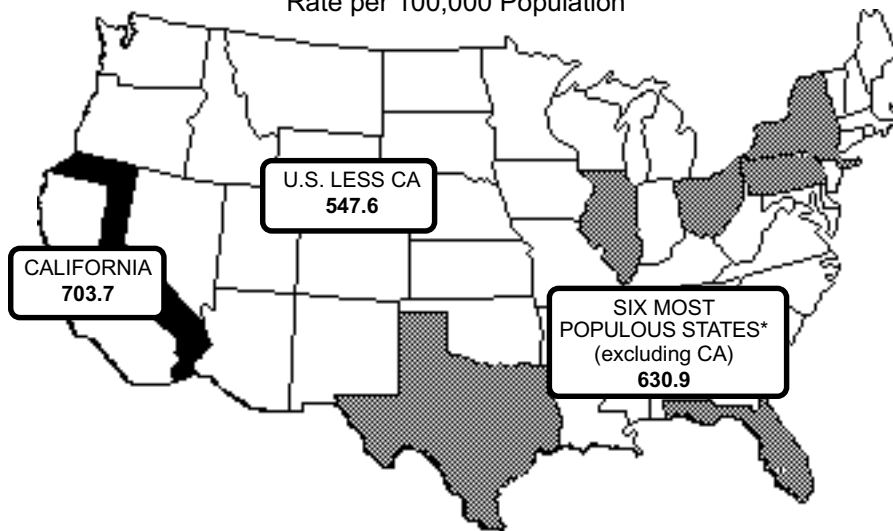 Rate per 100,000 Population
U.S. LESS CA
547.6
CALIFORNIA
703.7
SIX MOST
POPULOUS STATES*
(excluding CA)
630.9